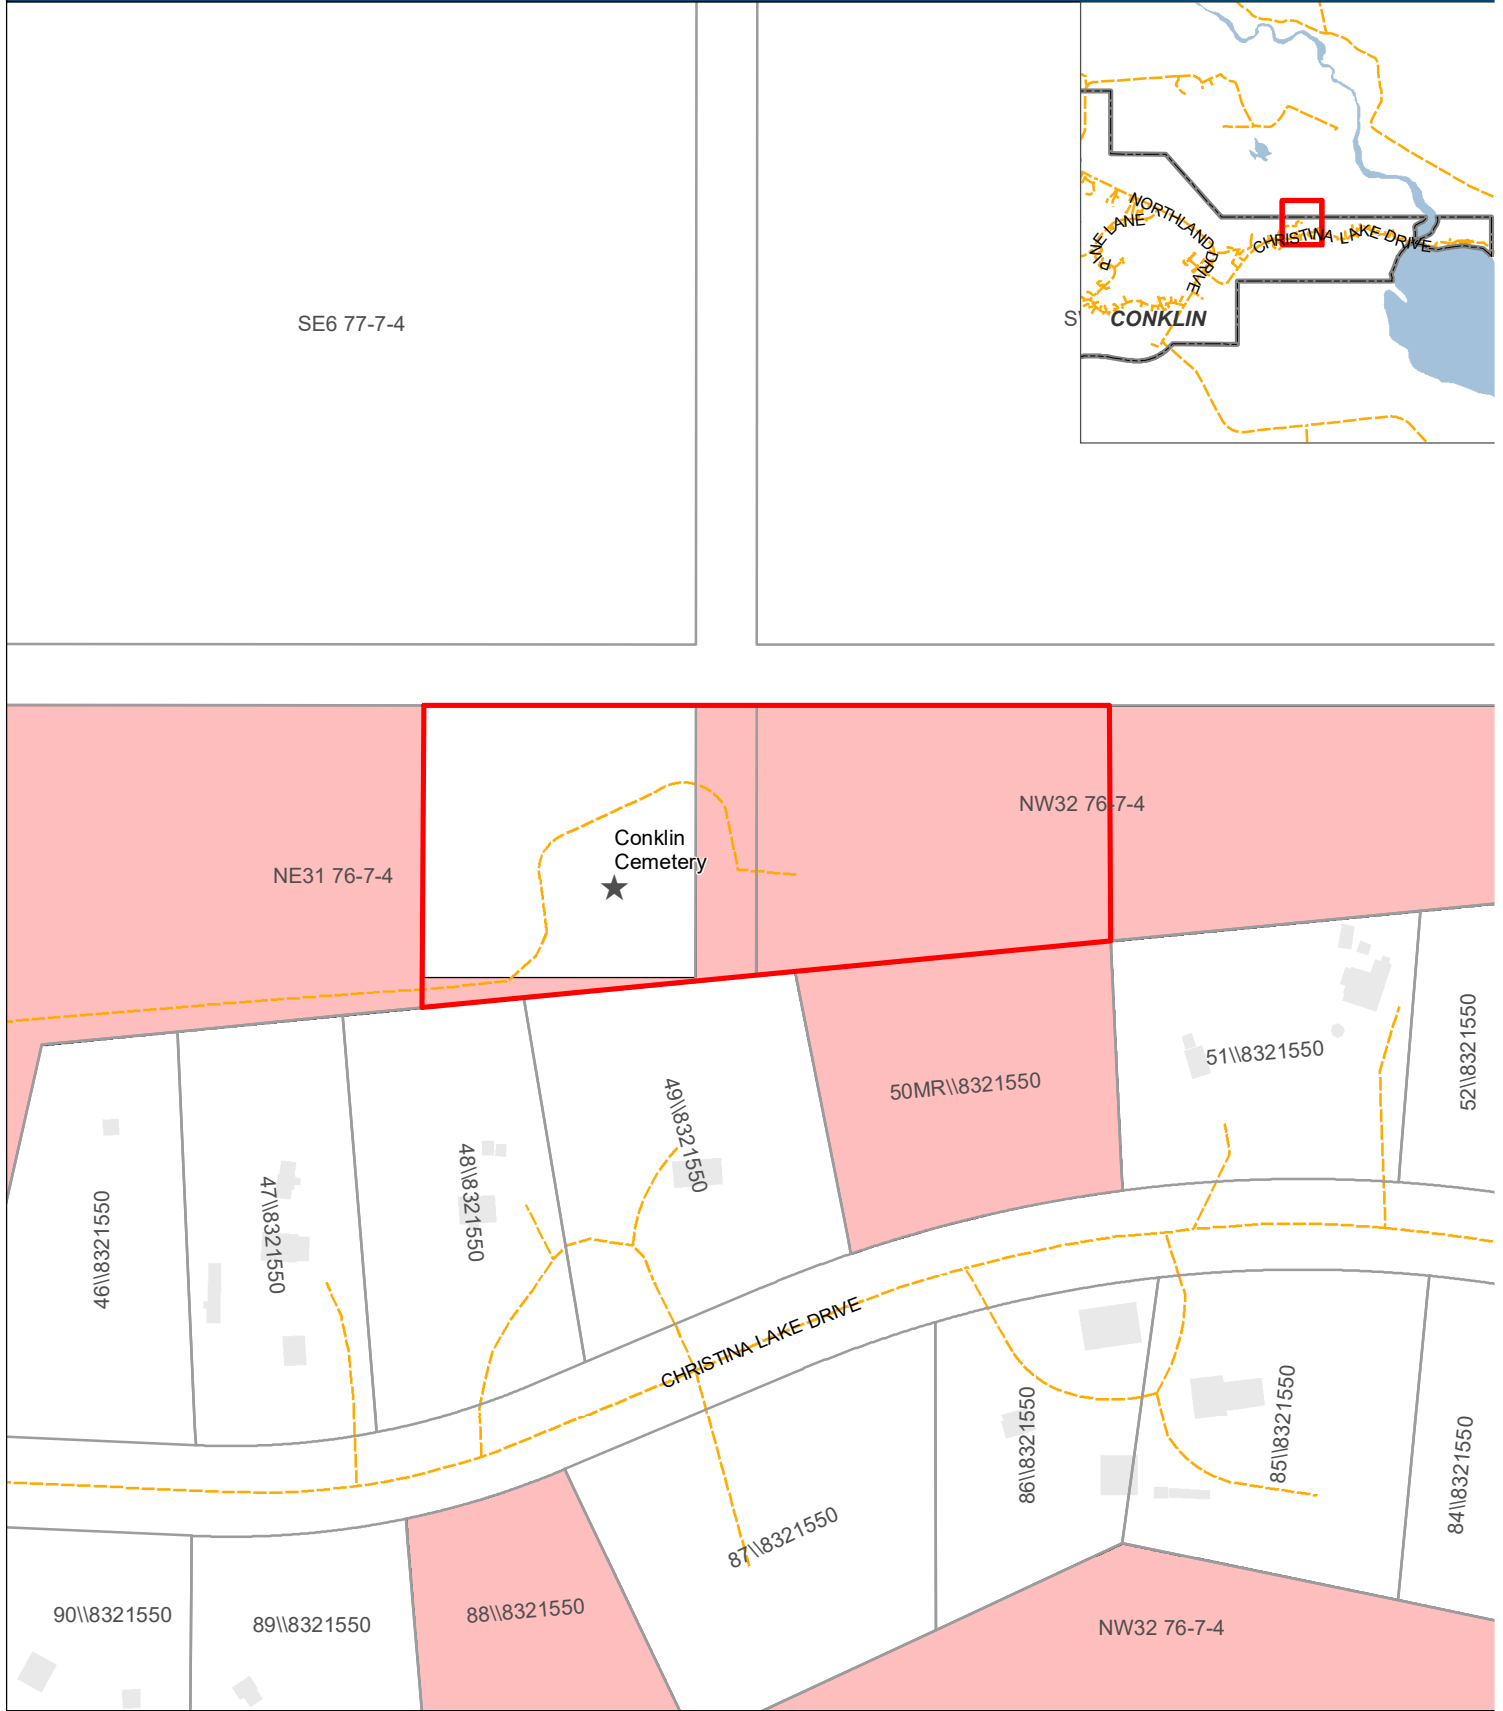 NORTHLAND DRIVE
PINE LANE
CHRISTINA LAKE DRIVE
CONKLIN
SE6 77-7-4
NW32 76-7-4
Conklin
Cemetery
NE31 76-7-4
51\\8321550
52\\8321550
50MR\\8321550
49\\8321550
48\\8321550
47\\8321550
46\\8321550
CHRISTINA LAKE DRIVE
86\\8321550
85\\8321550
84\\8321550
87\\8321550
90\\8321550
89\\8321550
88\\8321550
NW32 76-7-4